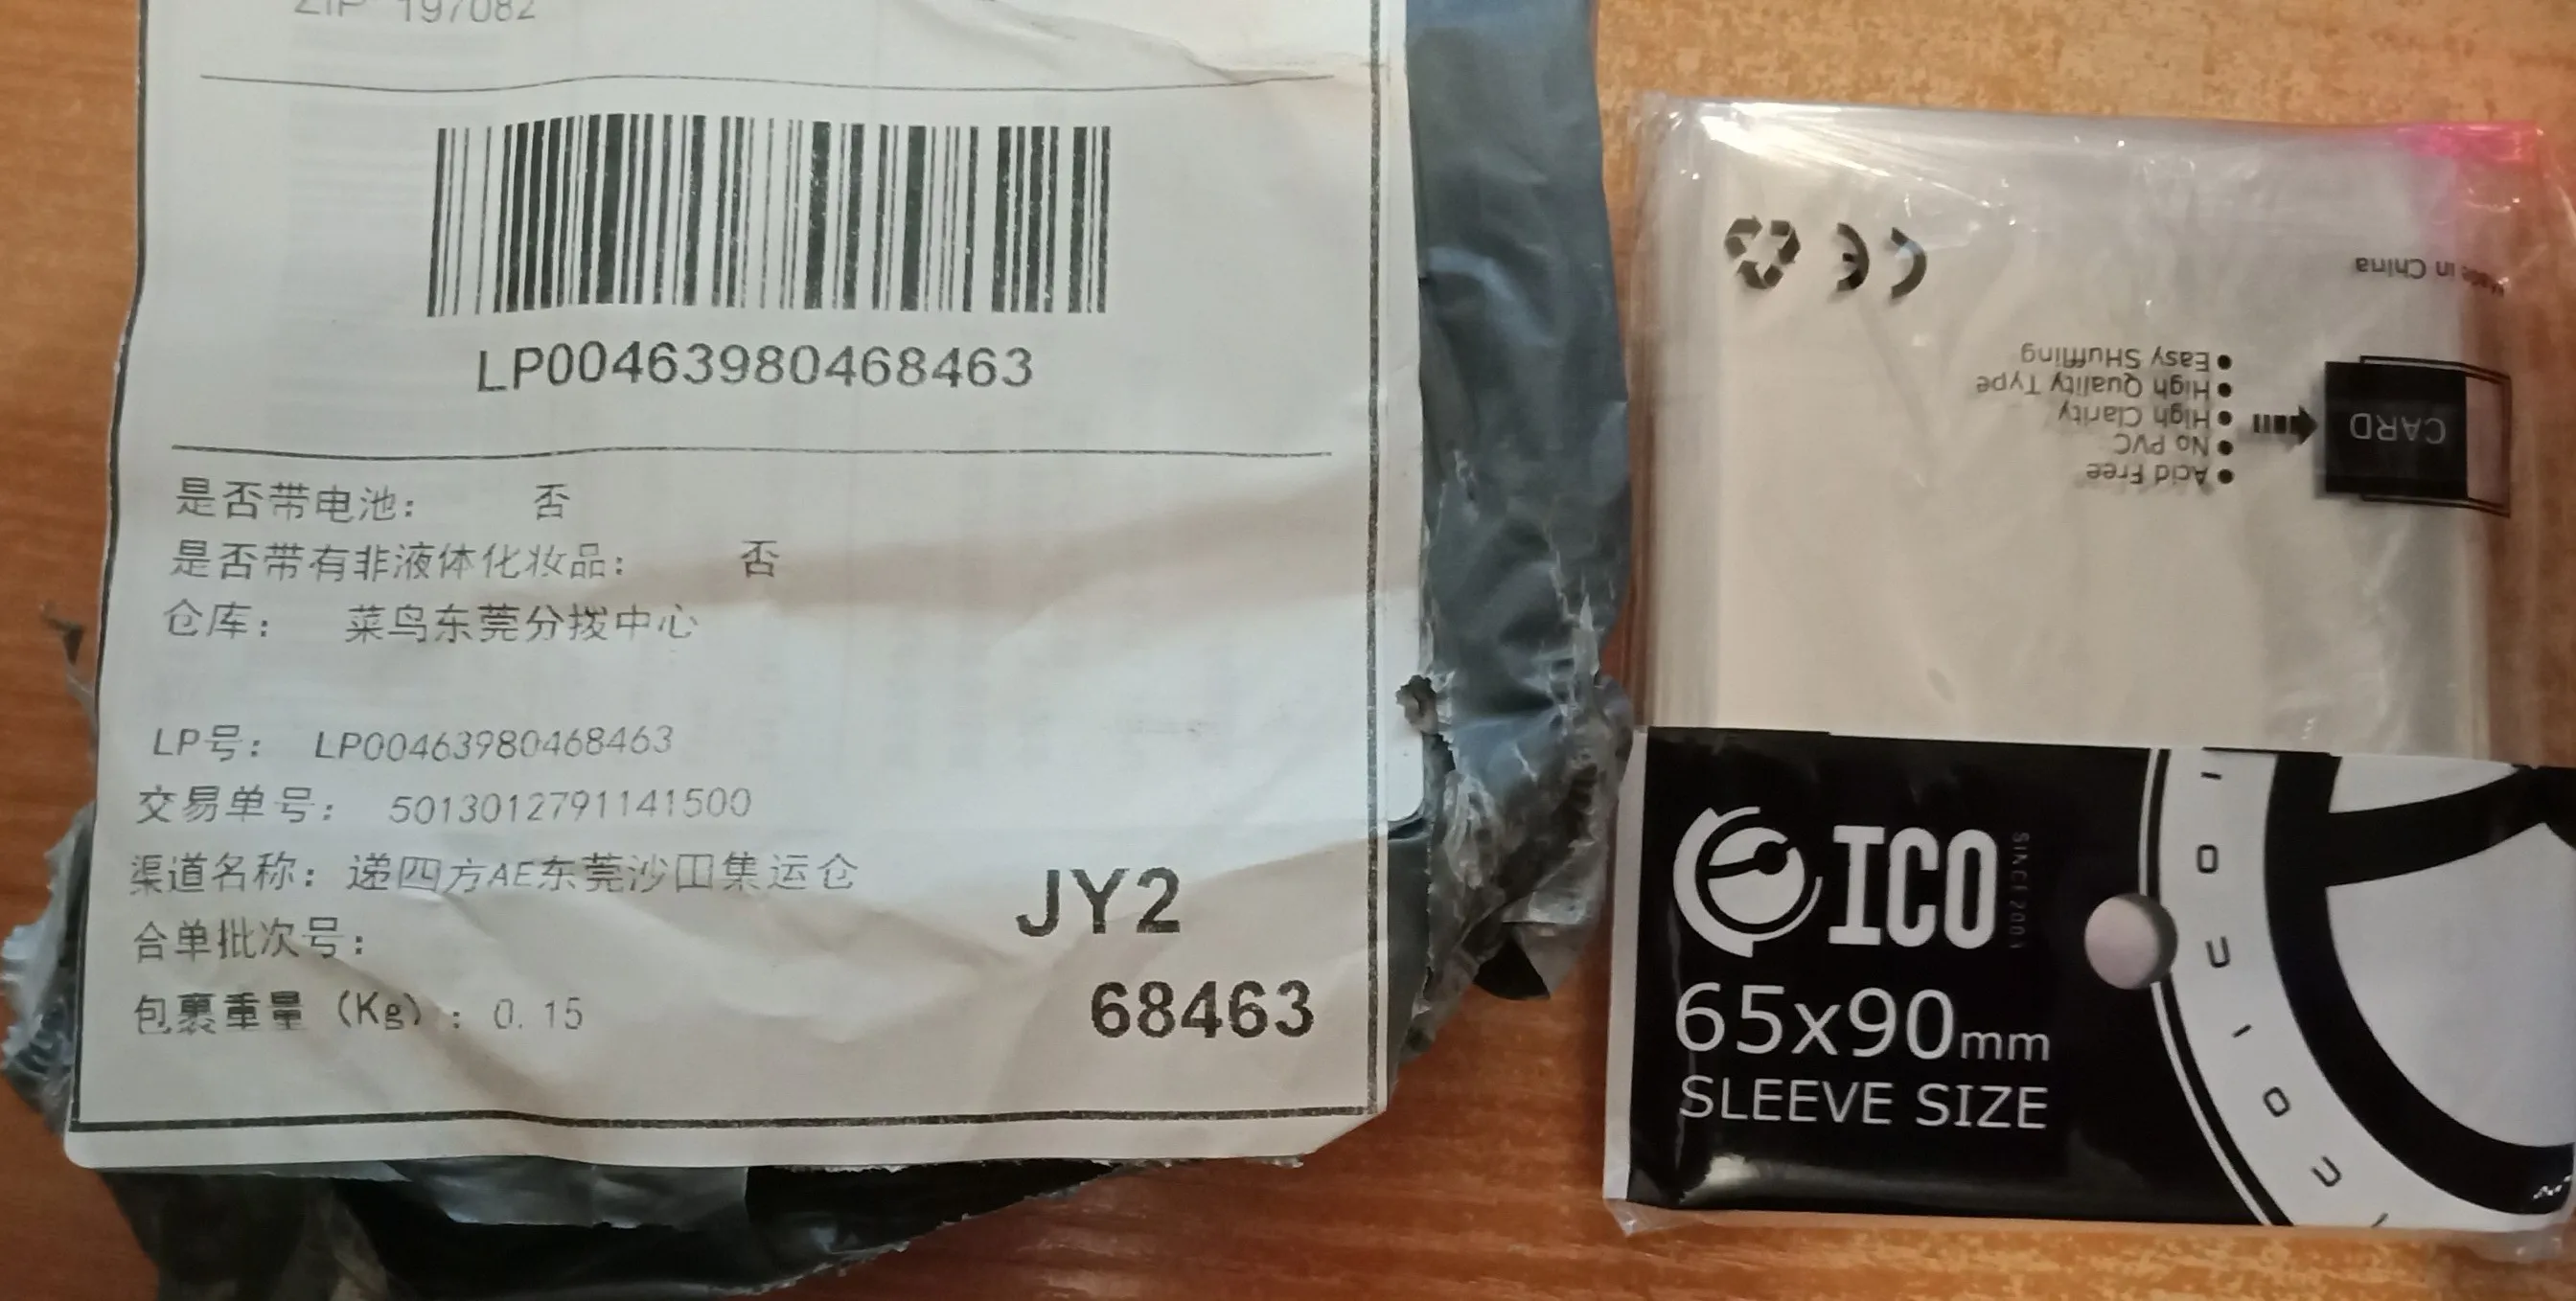 ZIP 197082
LP00463980468463
是否带电池： 否
是否带有非液体化妆品： 否
仓库： 菜鸟东莞分拨中心
LP号： LP00463980468463
交易单号： 5013012791141500
渠道名称：递四方AE东莞沙田集运仓
合单批次号：
包裹重量（Kg）：0.15
JY2
68463
Made in China
CE
CARD
Acid Free
No PVC
High Clarity
High Quality Type
Easy SHuffling
ICO
65x90mm
SLEEVE SIZE